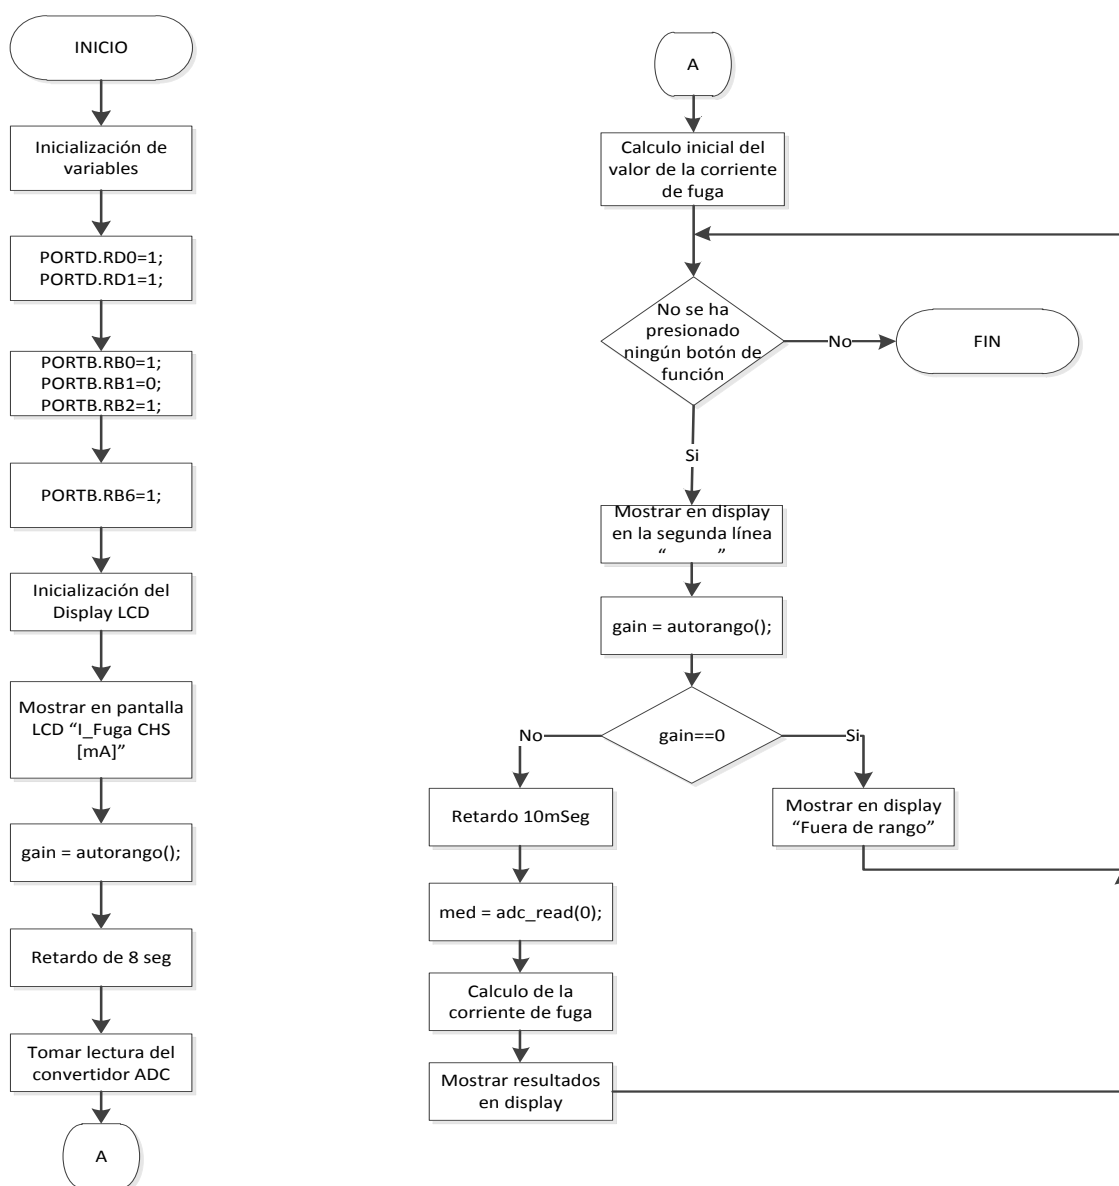 INICIO
Inicialización de
variables
PORTD.RD0=1;
PORTD.RD1=1;
PORTB.RB0=1;
PORTB.RB1=0;
PORTB.RB2=1;
PORTB.RB6=1;
Inicialización del
Display LCD
Mostrar en pantalla
LCD “I_Fuga CHS
[mA]”
gain = autorango();
Retardo de 8 seg
Tomar lectura del
convertidor ADC
A
A
Calculo inicial del
valor de la corriente
de fuga
No se ha
presionado
ningún botón de
función
No
FIN
Si
Mostrar en display
en la segunda línea
“ ”
gain = autorango();
gain==0
No
Si
Retardo 10mSeg
Mostrar en display
“Fuera de rango”
med = adc_read(0);
Calculo de la
corriente de fuga
Mostrar resultados
en display